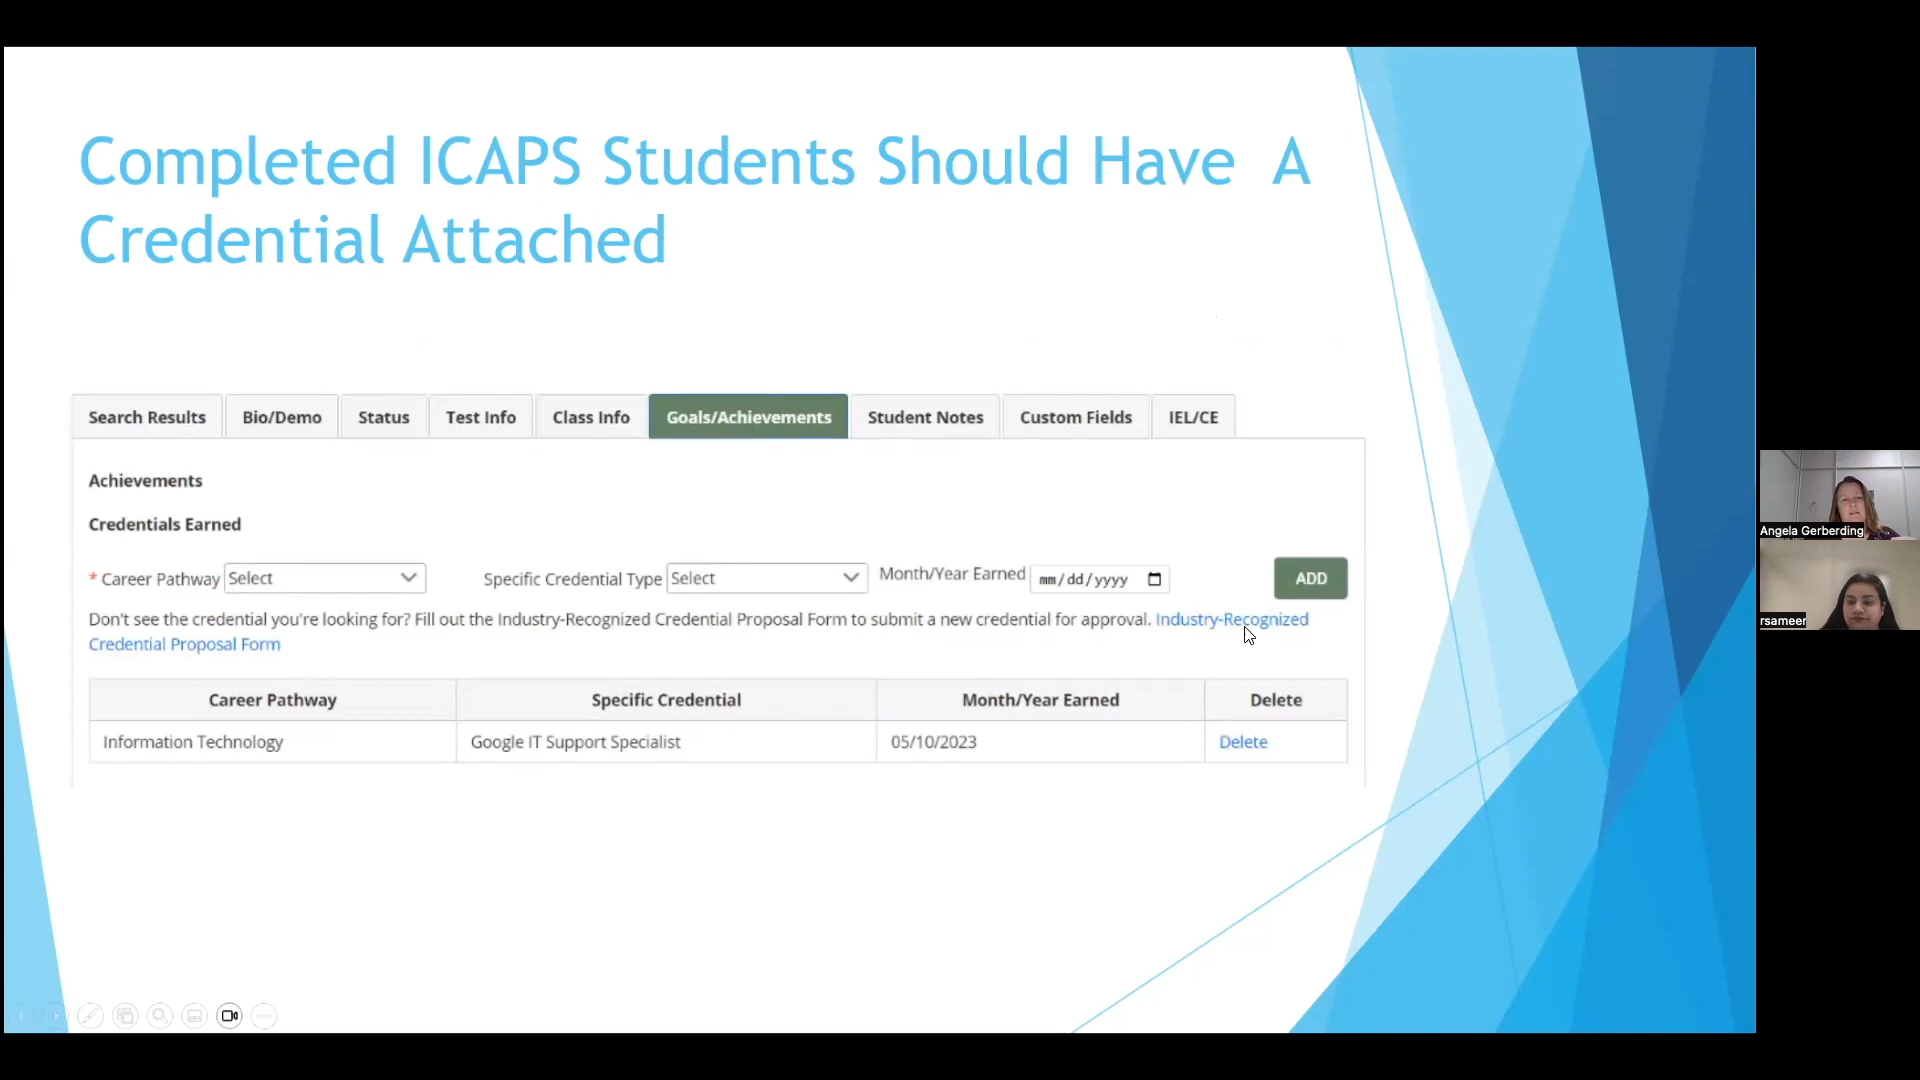 Completed ICAPS Students Should Have A
Credential Attached
Search Results Bio/Demo Status Test Info Class Info Goals/Achievements Student Notes Custom Fields IEL/CE
Achievements
Credentials Earned
* Career Pathway Select Specific Credential Type Select Month/Year Earned mm/dd/yyyy ADD
Don't see the credential you're looking for? Fill out the Industry-Recognized Credential Proposal Form to submit a new credential for approval. Industry-Recognized
Credential Proposal Form
Career Pathway Specific Credential Month/Year Earned Delete
Information Technology Google IT Support Specialist 05/10/2023 Delete
Angela Gerberding
rsameer